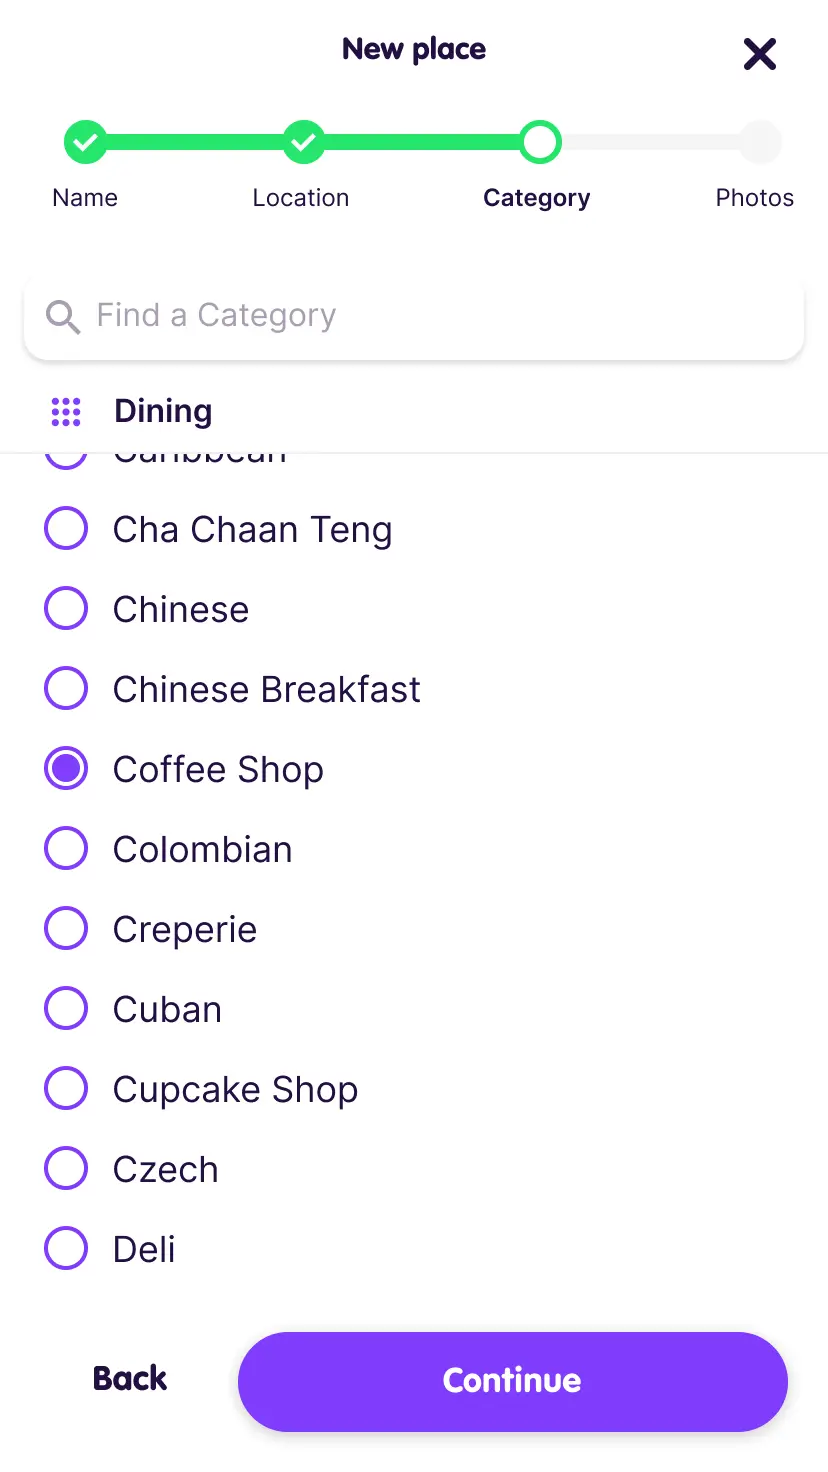 New place
Name
Location
Category
Photos
Find a Category
Dining
Caribbean
Cha Chaan Teng
Chinese
Chinese Breakfast
Coffee Shop
Colombian
Creperie
Cuban
Cupcake Shop
Czech
Deli
Back
Continue